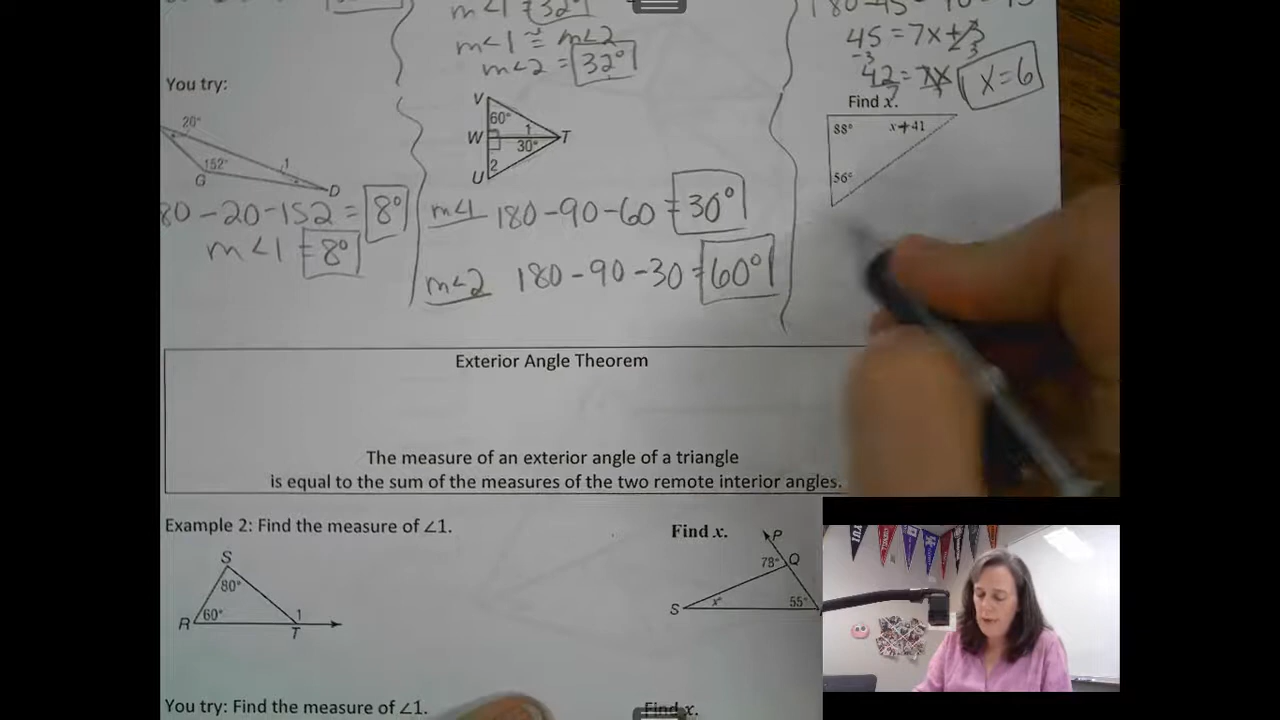 m<1 = 32°
m<1 ≅ m<2
m<2 = 32°
45 = 7x+3
-3 -3
42 = 7x
7 7
x=6
You try:
20°
152°
1
G
D
80-20-152= 8°
m<1 = 8°
V
60°
W
1
30°
T
2
U
m<1 180-90-60 = 30°
m<2 180-90-30 = 60°
Find x.
88°
x+41
56°
Exterior Angle Theorem
The measure of an exterior angle of a triangle
is equal to the sum of the measures of the two remote interior angles.
Example 2: Find the measure of ∠1.
S
80°
60°
R
1
T
Find x.
P
78°
Q
S
x°
55°
You try: Find the measure of ∠1.
Find x.